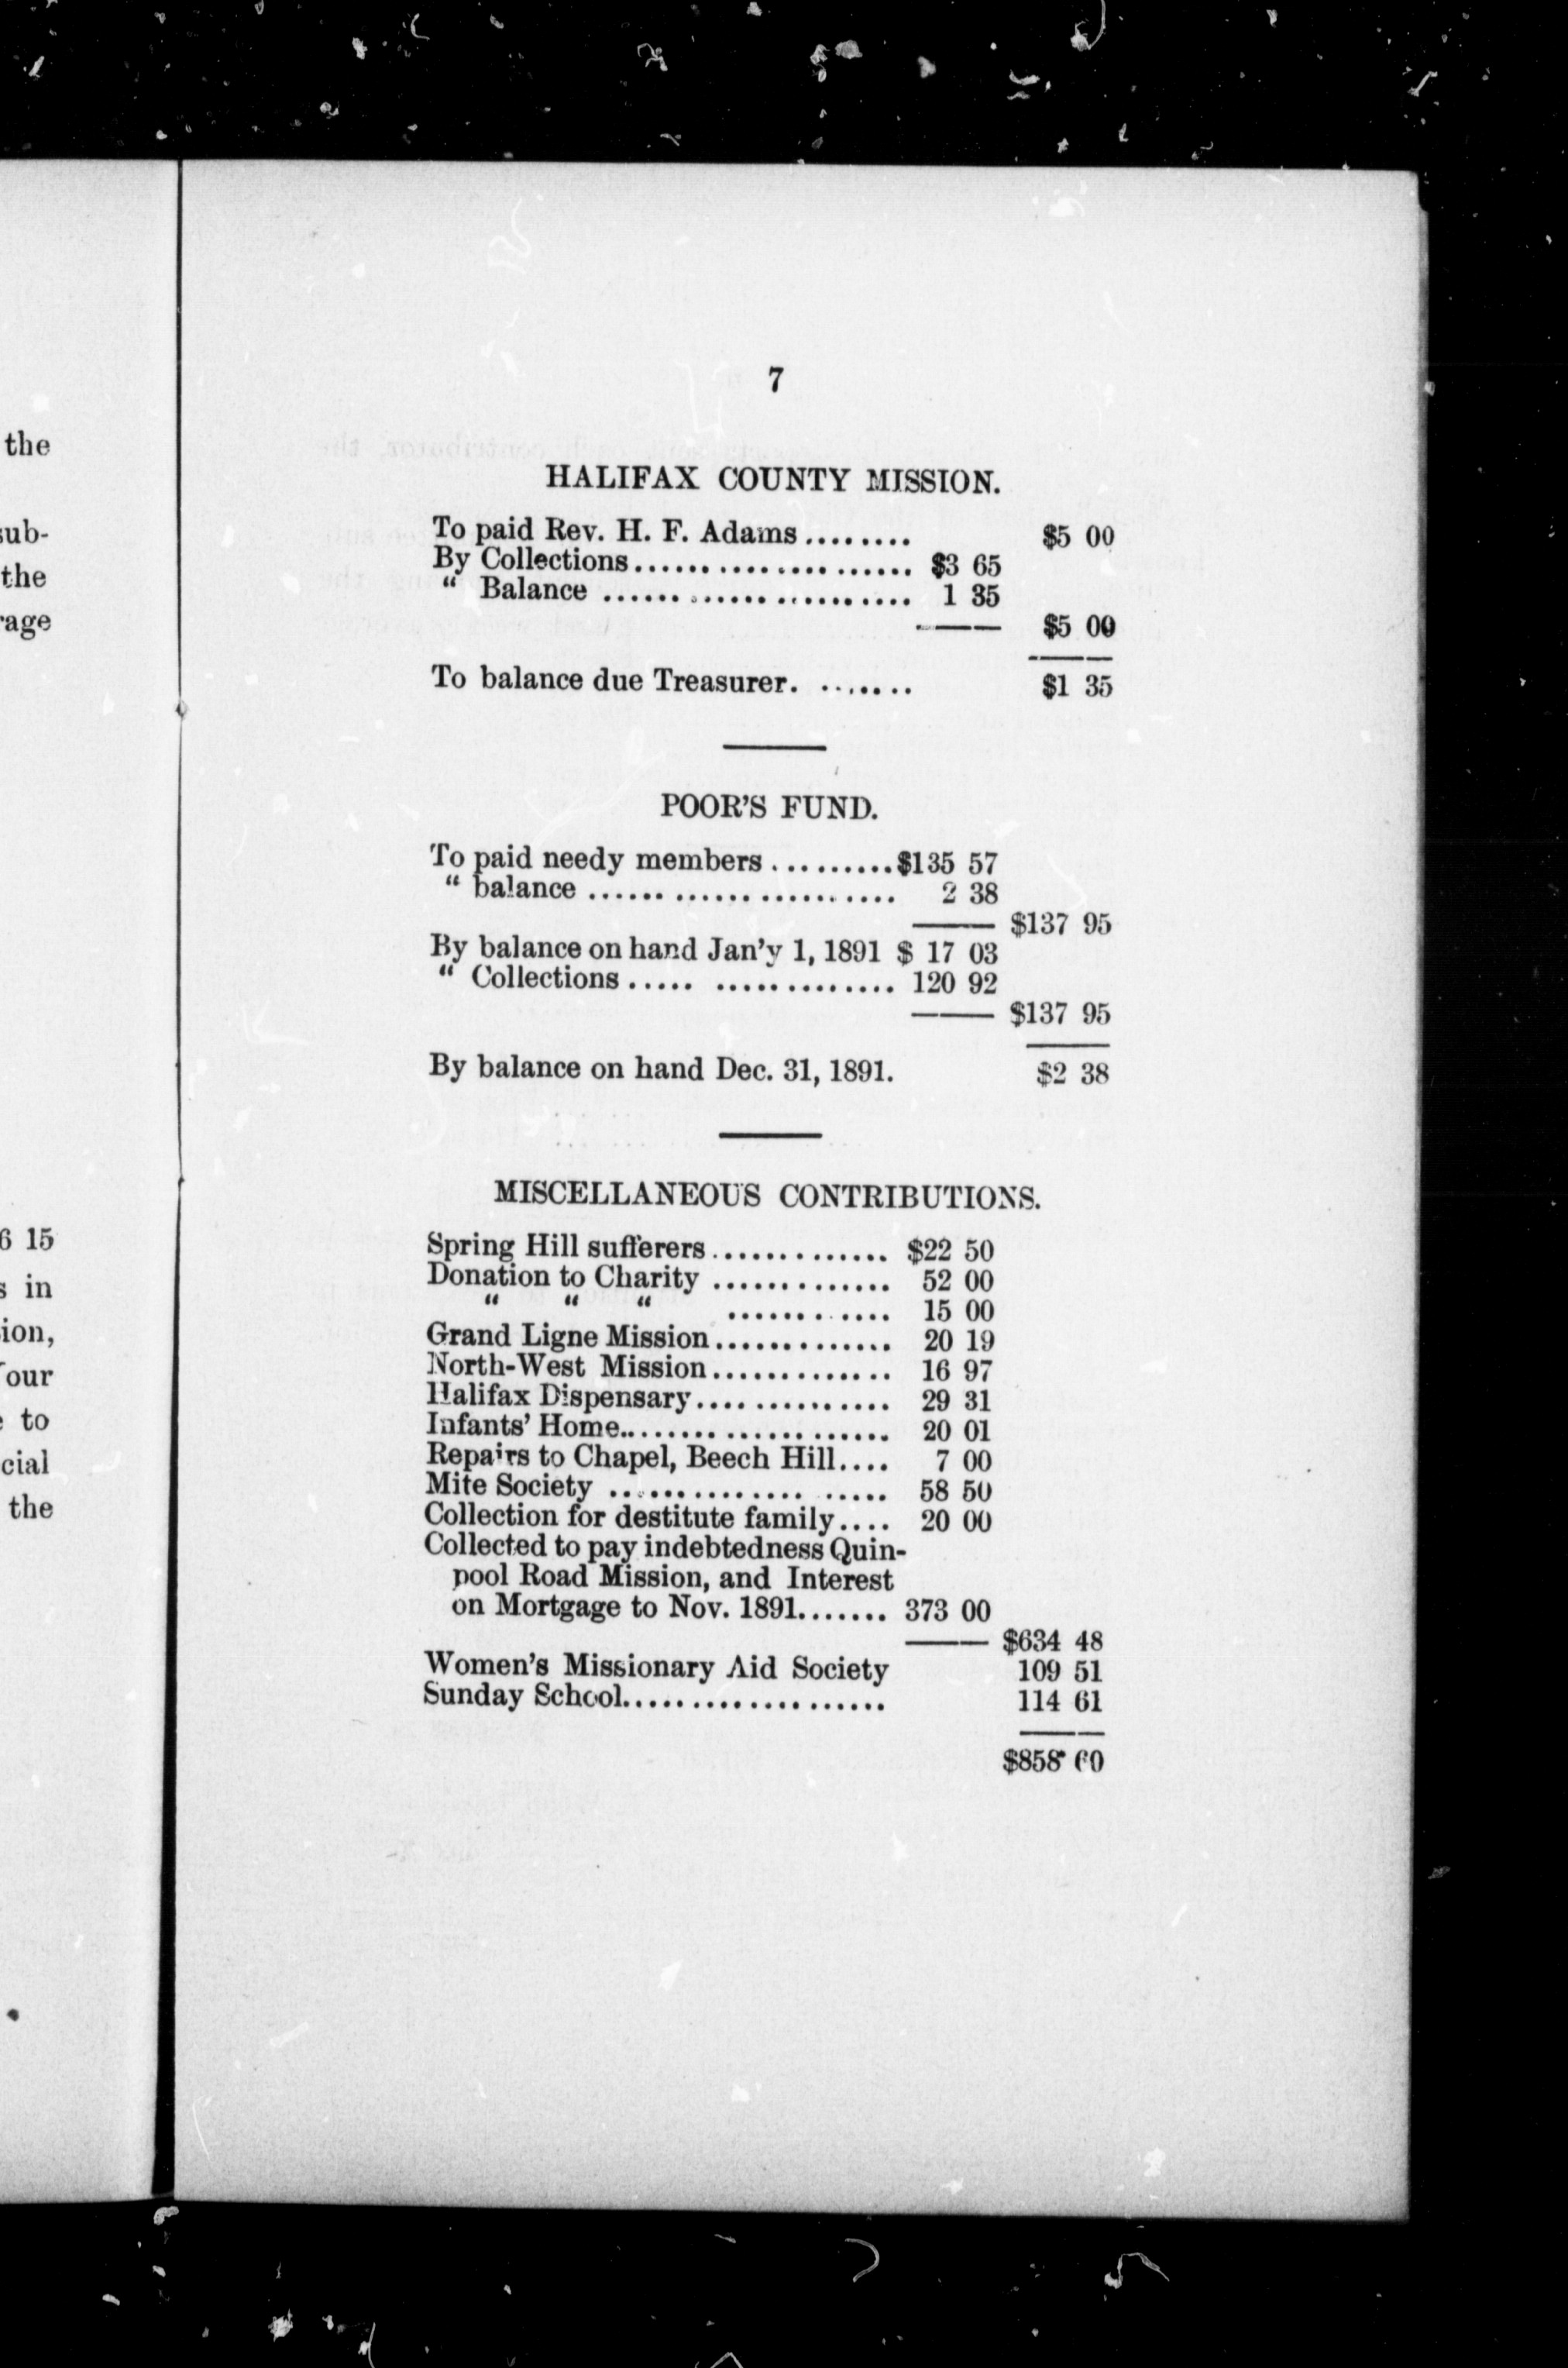 the
sub-
the
rage
6 15
s in
ion,
our
e to
cial
the
7
HALIFAX COUNTY MISSION.
To paid Rev. H. F. Adams........ $5 00
By Collections.................... $3 65
“ Balance ...................... 1 35
$5 00
To balance due Treasurer. ....... $1 35
POOR'S FUND.
To paid needy members.........$135 57
“ balance ...................... 2 38
$137 95
By balance on hand Jan'y 1, 1891 $ 17 03
“ Collections..... ............. 120 92
$137 95
By balance on hand Dec. 31, 1891. $2 38
MISCELLANEOUS CONTRIBUTIONS.
Spring Hill sufferers............. $22 50
Donation to Charity ............. 52 00
“ “ “ ............ 15 00
Grand Ligne Mission............. 20 19
North-West Mission............. 16 97
Halifax Dispensary............... 29 31
Infants' Home.................... 20 01
Repairs to Chapel, Beech Hill.... 7 00
Mite Society .............. ..... 58 50
Collection for destitute family.... 20 00
Collected to pay indebtedness Quin-
pool Road Mission, and Interest
on Mortgage to Nov. 1891....... 373 00
$634 48
Women's Missionary Aid Society 109 51
Sunday School................... 114 61
$858 60